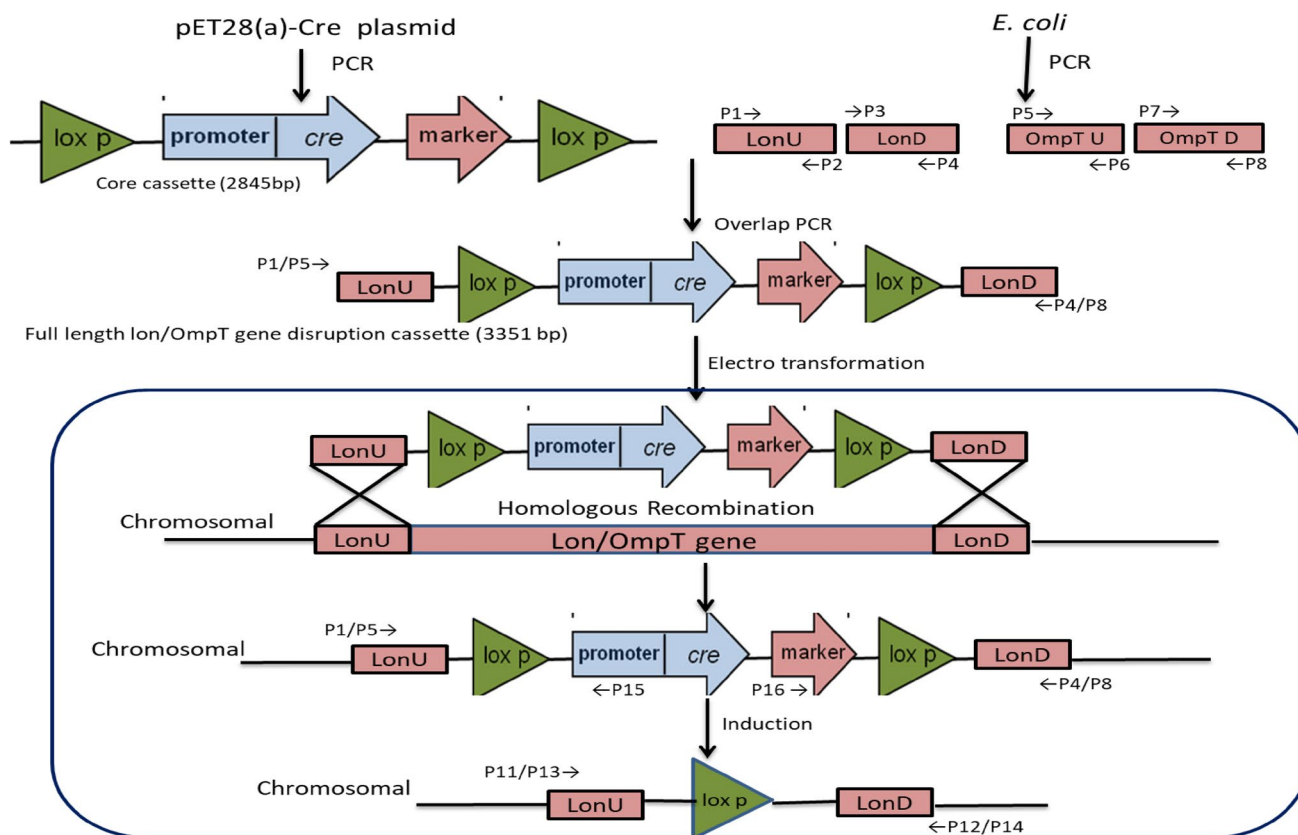 pET28(a)-Cre plasmid
E. coli
PCR
PCR
lox p
promoter
cre
marker
lox p
P1→
→P3
P5→
P7→
LonU
LonD
OmpT U
OmpT D
←P2
←P4
←P6
←P8
Core cassette (2845bp)
Overlap PCR
P1/P5→
LonU
lox p
promoter
cre
marker
lox p
LonD
←P4/P8
Full length lon/OmpT gene disruption cassette (3351 bp)
Electro transformation
LonU
lox p
promoter
cre
marker
lox p
LonD
Homologous Recombination
Chromosomal
LonU
Lon/OmpT gene
LonD
P1/P5→
Chromosomal
LonU
lox p
promoter
cre
marker
lox p
LonD
←P15
P16→
←P4/P8
Induction
P11/P13→
Chromosomal
LonU
lox p
LonD
←P12/P14